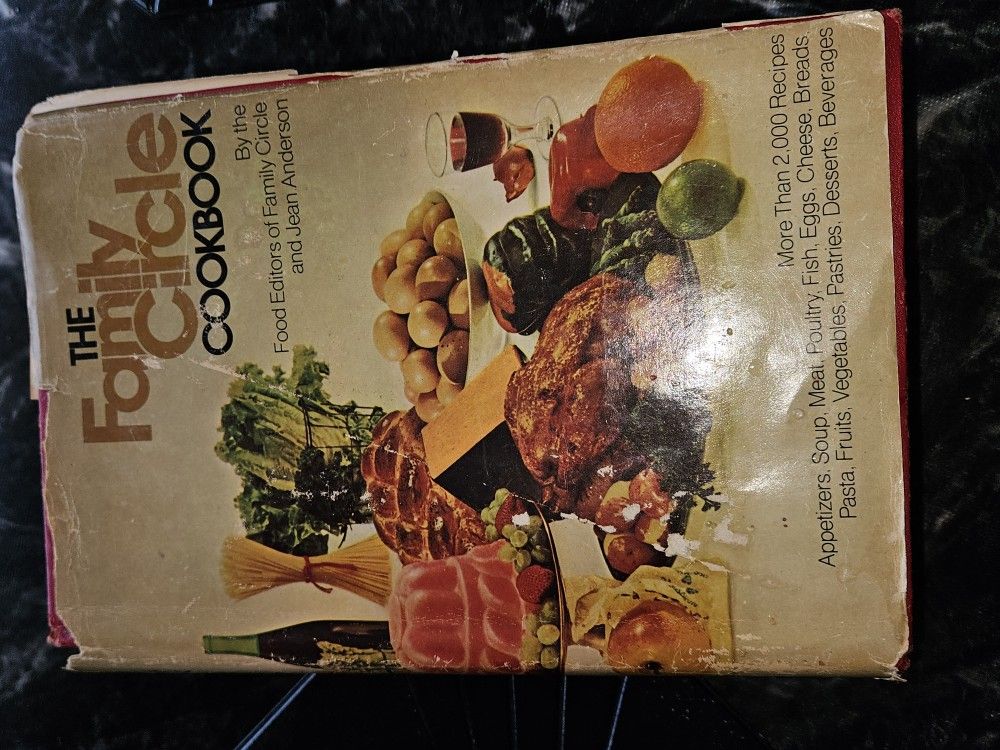 THE
Family
Circle
COOKBOOK
By the
Food Editors of Family Circle
and Jean Anderson
More Than 2,000 Recipes
Appetizers, Soup, Meat, Poultry, Fish, Eggs, Cheese, Breads
Pasta, Fruits, Vegetables, Pastries, Desserts, Beverages